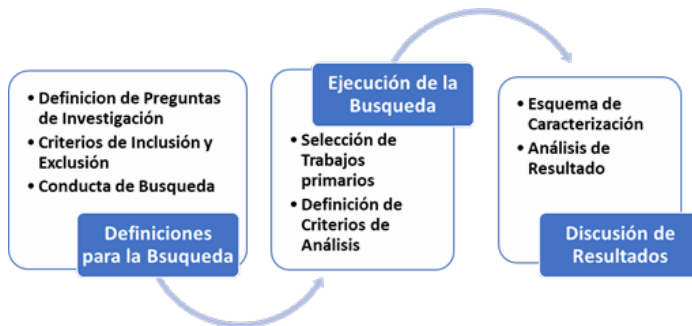 • Definicion de Preguntas
de Investigación
• Criterios de Inclusión y
Exclusión
• Conducta de Busqueda
Definiciones
para la Bsuqueda
Ejecución de la
Busqueda
• Selección de
Trabajos
primarios
• Definición de
Criterios de
Análisis
• Esquema de
Caracterización
• Análisis de
Resultado
Discusión de
Resultados